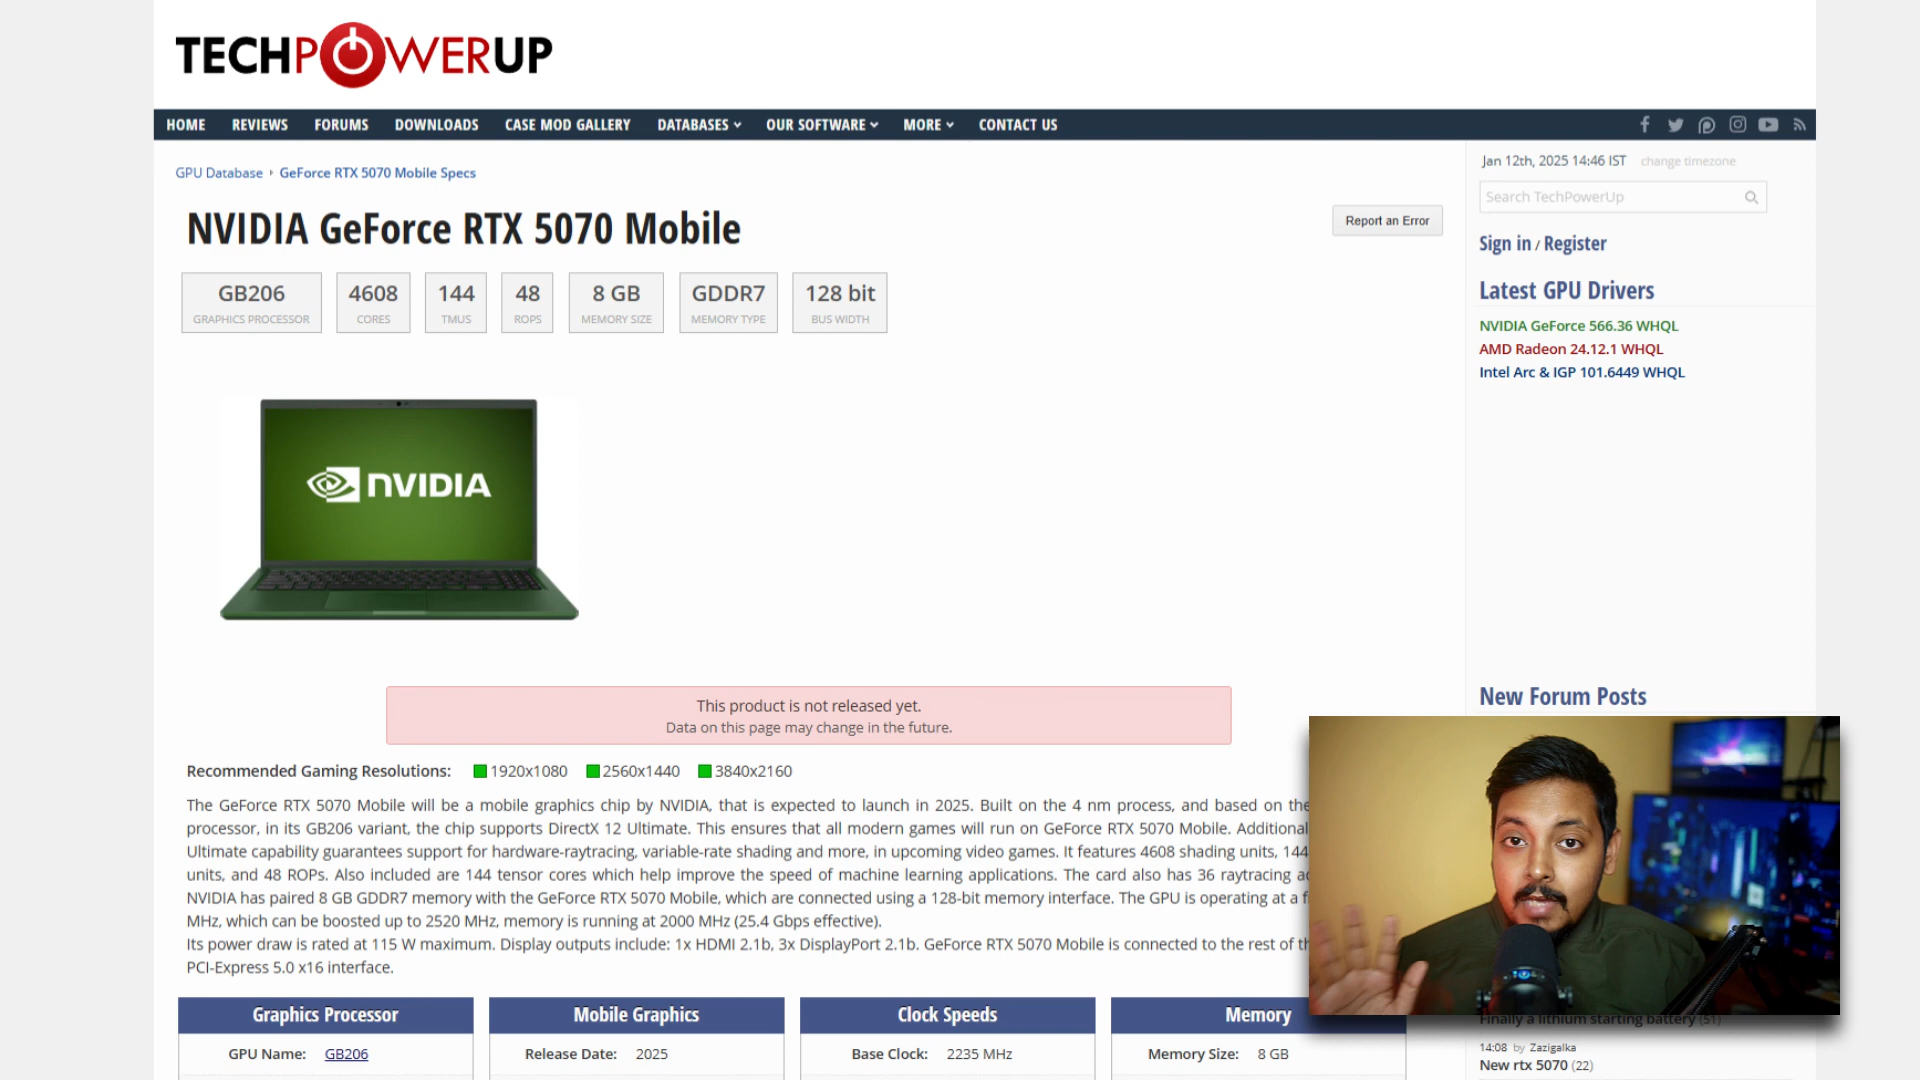 TECHPOWERUP
HOME REVIEWS FORUMS DOWNLOADS CASE MOD GALLERY DATABASES OUR SOFTWARE MORE CONTACT US
GPU Database GeForce RTX 5070 Mobile Specs
NVIDIA GeForce RTX 5070 Mobile
Report an Error
GB206 4608 144 48 8 GB GDDR7 128 bit
GRAPHICS PROCESSOR CORES TMUS ROPS MEMORY SIZE MEMORY TYPE BUS WIDTH
NVIDIA
This product is not released yet.
Data on this page may change in the future.
Recommended Gaming Resolutions: 1920x1080 2560x1440 3840x2160
The GeForce RTX 5070 Mobile will be a mobile graphics chip by NVIDIA, that is expected to launch in 2025. Built on the 4 nm process, and based on the
processor, in its GB206 variant, the chip supports DirectX 12 Ultimate. This ensures that all modern games will run on GeForce RTX 5070 Mobile. Additional
Ultimate capability guarantees support for hardware-raytracing, variable-rate shading and more, in upcoming video games. It features 4608 shading units, 144
units, and 48 ROPs. Also included are 144 tensor cores which help improve the speed of machine learning applications. The card also has 36 raytracing
NVIDIA has paired 8 GB GDDR7 memory with the GeForce RTX 5070 Mobile, which are connected using a 128-bit memory interface. The GPU is operating at a
MHz, which can be boosted up to 2520 MHz, memory is running at 2000 MHz (25.4 Gbps effective).
Its power draw is rated at 115 W maximum. Display outputs include: 1x HDMI 2.1b, 3x DisplayPort 2.1b. GeForce RTX 5070 Mobile is connected to the rest of
PCI-Express 5.0 x16 interface.
Graphics Processor Mobile Graphics Clock Speeds Memory
GPU Name: GB206 Release Date: 2025 Base Clock: 2235 MHz Memory Size: 8 GB
Jan 12th, 2025 14:46 IST change timezone
Search TechPowerUp
Sign in / Register
Latest GPU Drivers
NVIDIA GeForce 566.36 WHQL
AMD Radeon 24.12.1 WHQL
Intel Arc & IGP 101.6449 WHQL
New Forum Posts
Finally a lithium starting battery (51)
14:08 by Zazigalka
New rtx 5070 (22)